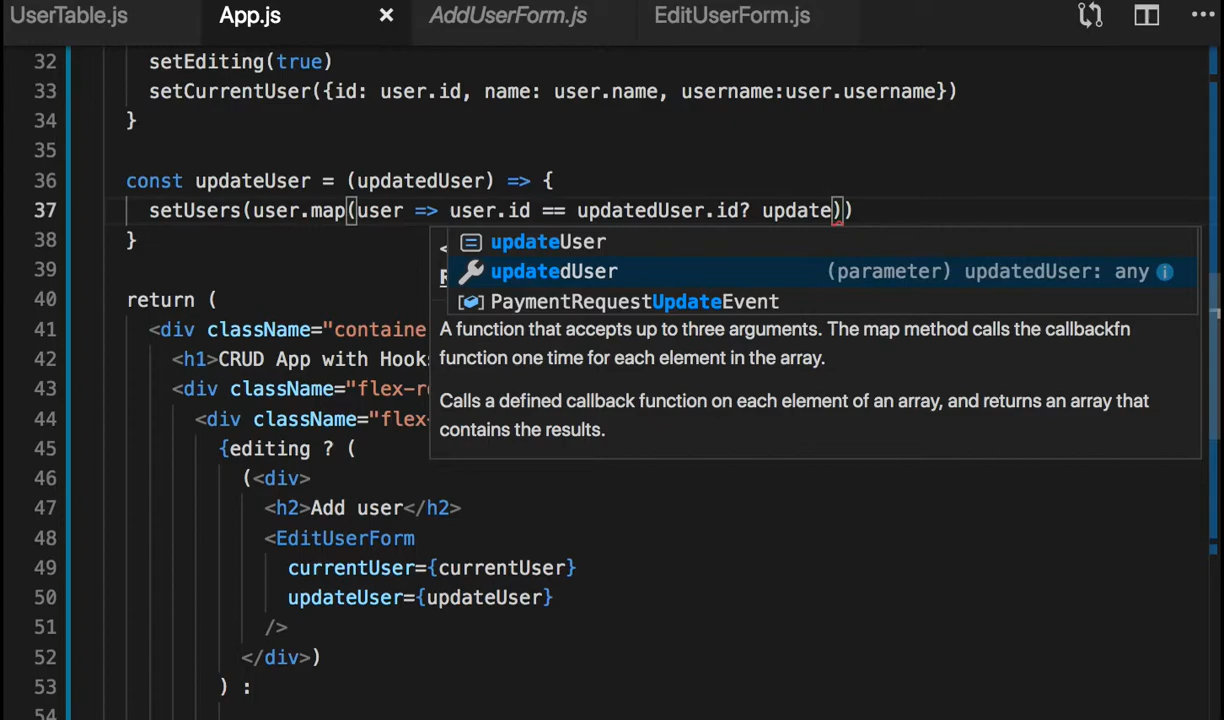 UserTable.js App.js × AddUserForm.js EditUserForm.js ···
32 setEditing(true)
33 setCurrentUser({id: user.id, name: user.name, username:user.username})
34 }
35
36 const updateUser = (updatedUser) => {
37 setUsers(user.map(user => user.id == updatedUser.id? update))
38 }
updateUser
39
updatedUser (parameter) updatedUser: any
40 return (
PaymentRequestUpdateEvent
41 <div className="containe
A function that accepts up to three arguments. The map method calls the callbackfn
42 <h1>CRUD App with Hooks
function one time for each element in the array.
43 <div className="flex-r
44 <div className="flex-
Calls a defined callback function on each element of an array, and returns an array that
contains the results.
45 {editing ? (
46 (<div>
47 <h2>Add user</h2>
48 <EditUserForm
49 currentUser={currentUser}
50 updateUser={updateUser}
51 />
52 </div>)
53 ) :
54